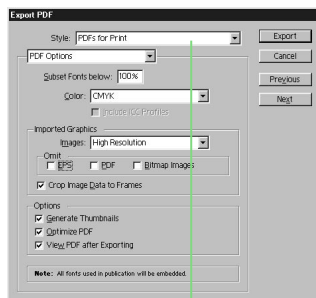 Export PDF
Style: PDFs for Print
Export
PDF Options
Cancel
Subset Fonts below: 100%
Previous
Color: CMYK
Next
Include ICC Profiles
Imported Graphics
Images: High Resolution
Omit
EPS PDF Bitmap Images
Crop Image Data to Frames
Options
Generate Thumbnails
Optimize PDF
View PDF after Exporting
Note: All fonts used in publication will be embedded.